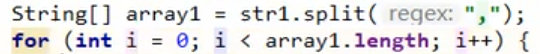 String[] array1 = str1.split( regex: ",");
for (int i = 0; i < array1.length; i++) {